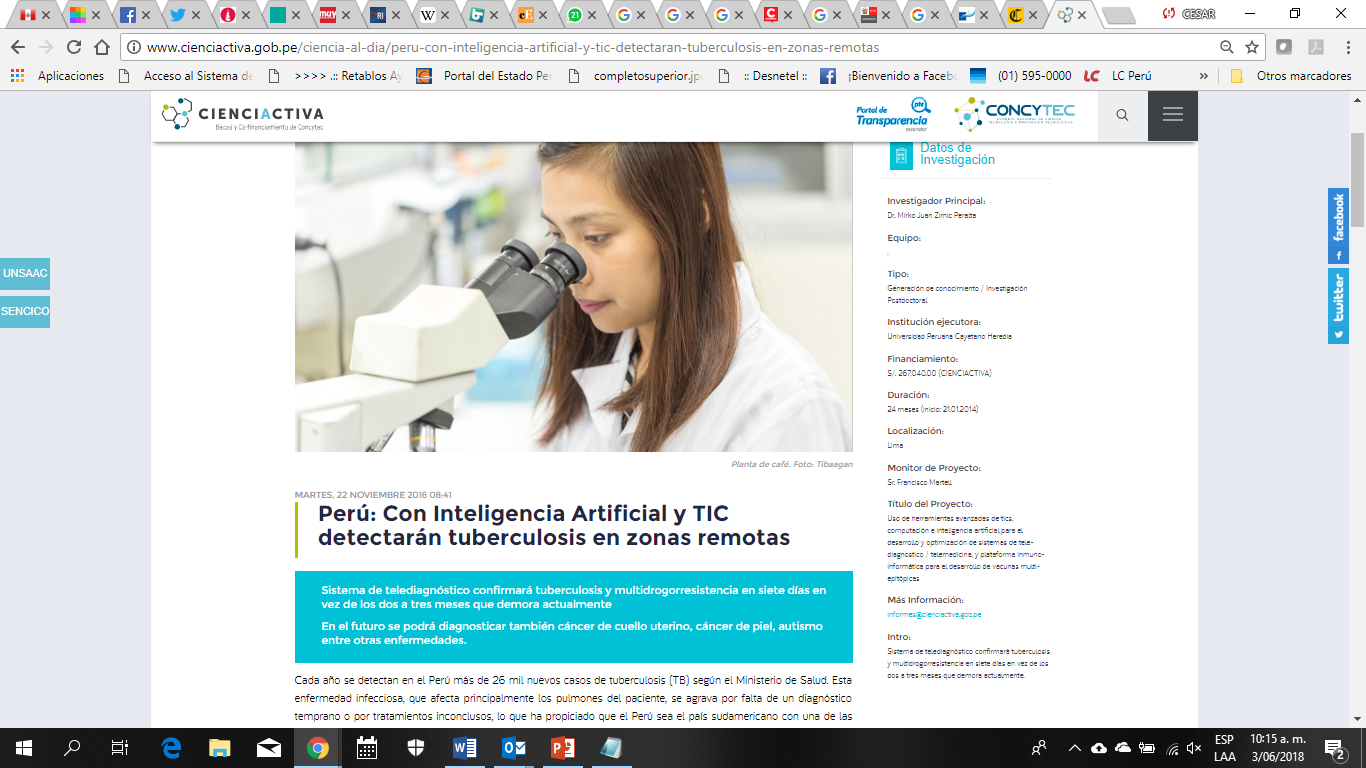 CESAR
www.cienciactiva.gob.pe/ciencia-al-dia/peru-con-inteligencia-artificial-y-tic-detectaran-tuberculosis-en-zonas-remotas
Aplicaciones
Acceso al Sistema de
>>>> .:: Retablos Ay
Portal del Estado Per
completosuperior.jpg
:: Desnetel ::
¡Bienvenido a Faceb
(01) 595-0000
LC Perú
»
Otros marcadores
CIENCIACTIVA
Becas y Co-financiamiento de Concytec
Portal de
Transparencia
estándar
pte
CONCYTEC
Datos de
Investigación
Investigador Principal:
Dr. Mirko Juan Zimic Peralta
Equipo:
.
Tipo:
Generación de conocimiento / Investigación
Postdoctoral
Institución ejecutora:
Universidad Peruana Cayetano Heredia
Financiamiento:
S/. 267,040.00 (CIENCIACTIVA)
Duración:
24 meses (inicio: 21.01.2014)
Localización:
Lima
Monitor de Proyecto:
Sr. Francisco Martell
Título del Proyecto:
Uso de herramientas avanzadas de tics,
computación e inteligencia artificial para el
desarrollo y optimización de sistemas de tele-
diagnostico / telemedicina, y plataforma inmuno-
informática para el desarrollo de vacunas multi-
epitópicas
Más Información:
informes@cienciactiva.gob.pe
Intro:
Sistema de telediagnóstico confirmará tuberculosis
y multidrogorresistencia en siete días en vez de los
dos a tres meses que demora actualmente.
facebook
twitter
UNSAAC
SENCICO
Planta de café. Foto: Tibaagan
MARTES, 22 NOVIEMBRE 2016 08:41
Perú: Con Inteligencia Artificial y TIC
detectarán tuberculosis en zonas remotas
Sistema de telediagnóstico confirmará tuberculosis y multidrogorresistencia en siete días en
vez de los dos a tres meses que demora actualmente
En el futuro se podrá diagnosticar también cáncer de cuello uterino, cáncer de piel, autismo
entre otras enfermedades.
Cada año se detectan en el Perú más de 26 mil nuevos casos de tuberculosis (TB) según el Ministerio de Salud. Esta
enfermedad infecciosa, que afecta principalmente los pulmones del paciente, se agrava por falta de un diagnóstico
temprano o por tratamientos inconclusos, lo que ha propiciado que el Perú sea el país sudamericano con una de las
ESP
LAA
10:15 a. m.
3/06/2018
2